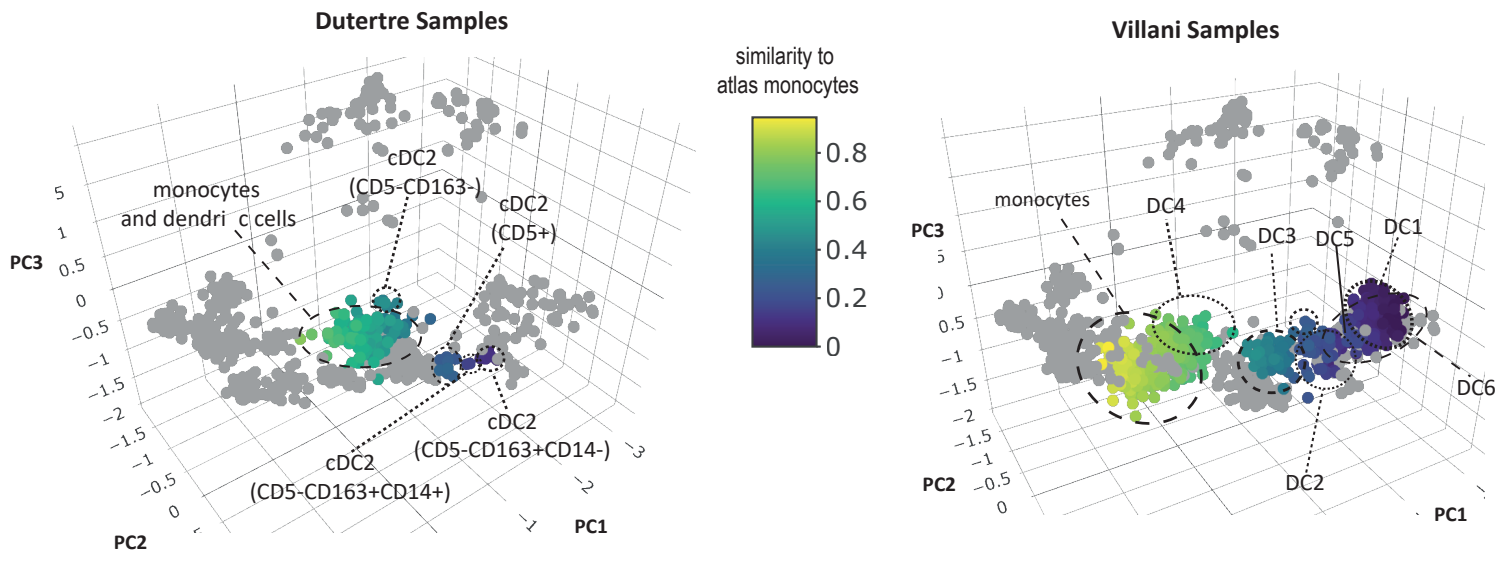 Dutertre Samples
Villani Samples
similarity to
atlas monocytes
0.8
0.6
0.4
0.2
0
cDC2
(CD5-CD163-)
monocytes
and dendri c cells
cDC2
(CD5+)
5
1
0.5
0
−0.5
−1
−1.5
−2
−1.5
−1
−0.5
0
PC3
PC2
cDC2
(CD5-CD163+CD14-)
cDC2
(CD5-CD163+CD14+)
−3
−2
−1
PC1
monocytes
DC4
DC3
DC5
DC1
DC6
DC2
PC3
0.5
−1
−1.5
−2
−1.5
−1
−0.5
0
PC2
PC1